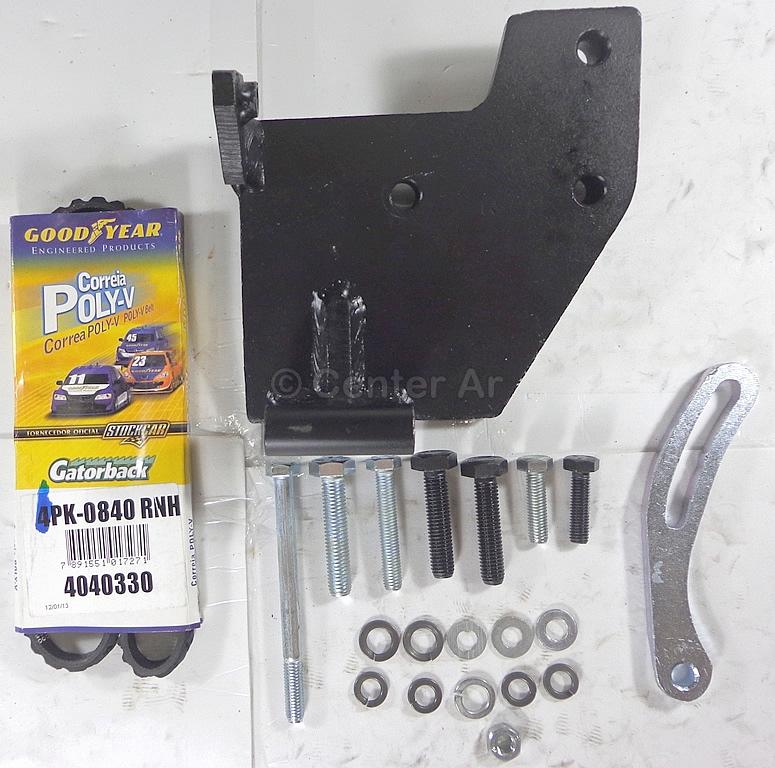 GOODYEAR
ENGINEERED PRODUCTS
Correia
POLY-V
Correa POLY-V POLY-V Belt
45
23
11
FORNECEDOR OFICIAL STOCKCAR
Gatorback
4PK-0840 RNH
7 891551 017271
4040330
12/01/13
Correia POLY-V
© Center Ar